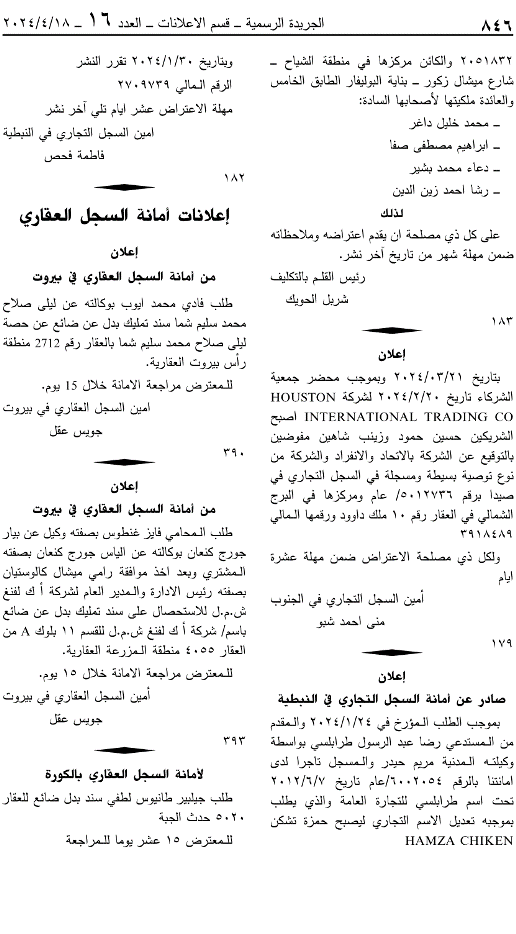 ٨٤٦
الجريدة الرسمية ــ قسم الاعلانات ــ العدد ١٦ ــ ٢٠٢٤/٤/١٨
٢٠٥١٨٣٢ والكائن مركزها في منطقة الشياح ــ
شارع ميشال زكور ــ بناية البوليفار الطابق الخامس
والعائدة ملكيتها لأصحابها السادة:
ــ محمد خليل داغر
ــ ابراهيم مصطفى صفا
ــ دعاء محمد بشير
ــ رشا احمد زين الدين
لذلك
على كل ذي مصلحة ان يقدم اعتراضه وملاحظاته
ضمن مهلة شهر من تاريخ آخر نشر.
رئيس القلم بالتكليف
شربل الحويك
١٨٣
إعلان
بتاريخ ٢٠٢٤/٠٣/٢١ وبموجب محضر جمعية
الشركاء تاريخ ٢٠٢٤/٢/٢٠ لشركة HOUSTON
INTERNATIONAL TRADING CO اصبح
الشريكين حسين حمود وزينب شاهين مفوضين
بالتوقيع عن الشركة بالاتحاد والانفراد والشركة من
نوع توصية بسيطة ومسجلة في السجل التجاري في
صيدا برقم ٥٠١٢٧٣٦/ عام ومركزها في البرج
الشمالي في العقار رقم ١٠ ملك داوود ورقمها المالي
٣٩١٨٤٨٩
ولكل ذي مصلحة الاعتراض ضمن مهلة عشرة
ايام
أمين السجل التجاري في الجنوب
منى احمد شبو
١٧٩
إعلان
صادر عن أمانة السجل التجاري في النبطية
بموجب الطلب المؤرخ في ٢٠٢٤/١/٢٤ والمقدم
من المستدعي رضا عبد الرسول طرابلسي بواسطة
وكيلته المدنية مريم حيدر والمسجل تاجرا لدى
امانتنا بالرقم ٦٠٠٢٠٥٤/عام تاريخ ٢٠١٢/٦/٧
تحت اسم طرابلسي للتجارة العامة والذي يطلب
بموجبه تعديل الاسم التجاري ليصبح حمزة تشكن
HAMZA CHIKEN
وبتاريخ ٢٠٢٤/١/٣٠ تقرر النشر
الرقم المالي ٢٧٠٩٧٣٩
مهلة الاعتراض عشر ايام تلي آخر نشر
امين السجل التجاري في النبطية
فاطمة فحص
١٨٢
إعلانات أمانة السجل العقاري
إعلان
من أمانة السجل العقاري في بيروت
طلب فادي محمد ايوب بوكالته عن ليلى صلاح
محمد سليم شما سند تمليك بدل عن ضائع عن حصة
ليلى صلاح محمد سليم شما بالعقار رقم 2712 منطقة
رأس بيروت العقارية.
للمعترض مراجعة الامانة خلال 15 يوم.
امين السجل العقاري في بيروت
جويس عقل
٣٩٠
إعلان
من أمانة السجل العقاري في بيروت
طلب المحامي فايز غنطوس بصفته وكيل عن بيار
جورج كنعان بوكالته عن الياس جورج كنعان بصفته
المشتري وبعد اخذ موافقة رامي ميشال كالوستيان
بصفته رئيس الادارة والمدير العام لشركة أ ك لفنغ
ش.م.ل للاستحصال على سند تمليك بدل عن ضائع
باسم/ شركة أ ك لفنغ ش.م.ل للقسم ١١ بلوك A من
العقار ٤٠٥٥ منطقة المزرعة العقارية.
للمعترض مراجعة الامانة خلال ١٥ يوم.
أمين السجل العقاري في بيروت
جويس عقل
٣٩٣
لأمانة السجل العقاري بالكورة
طلب جيلبير طانيوس لطفي سند بدل ضائع للعقار
٥٠٢٠ حدث الجبة
للمعترض ١٥ عشر يوما للمراجعة